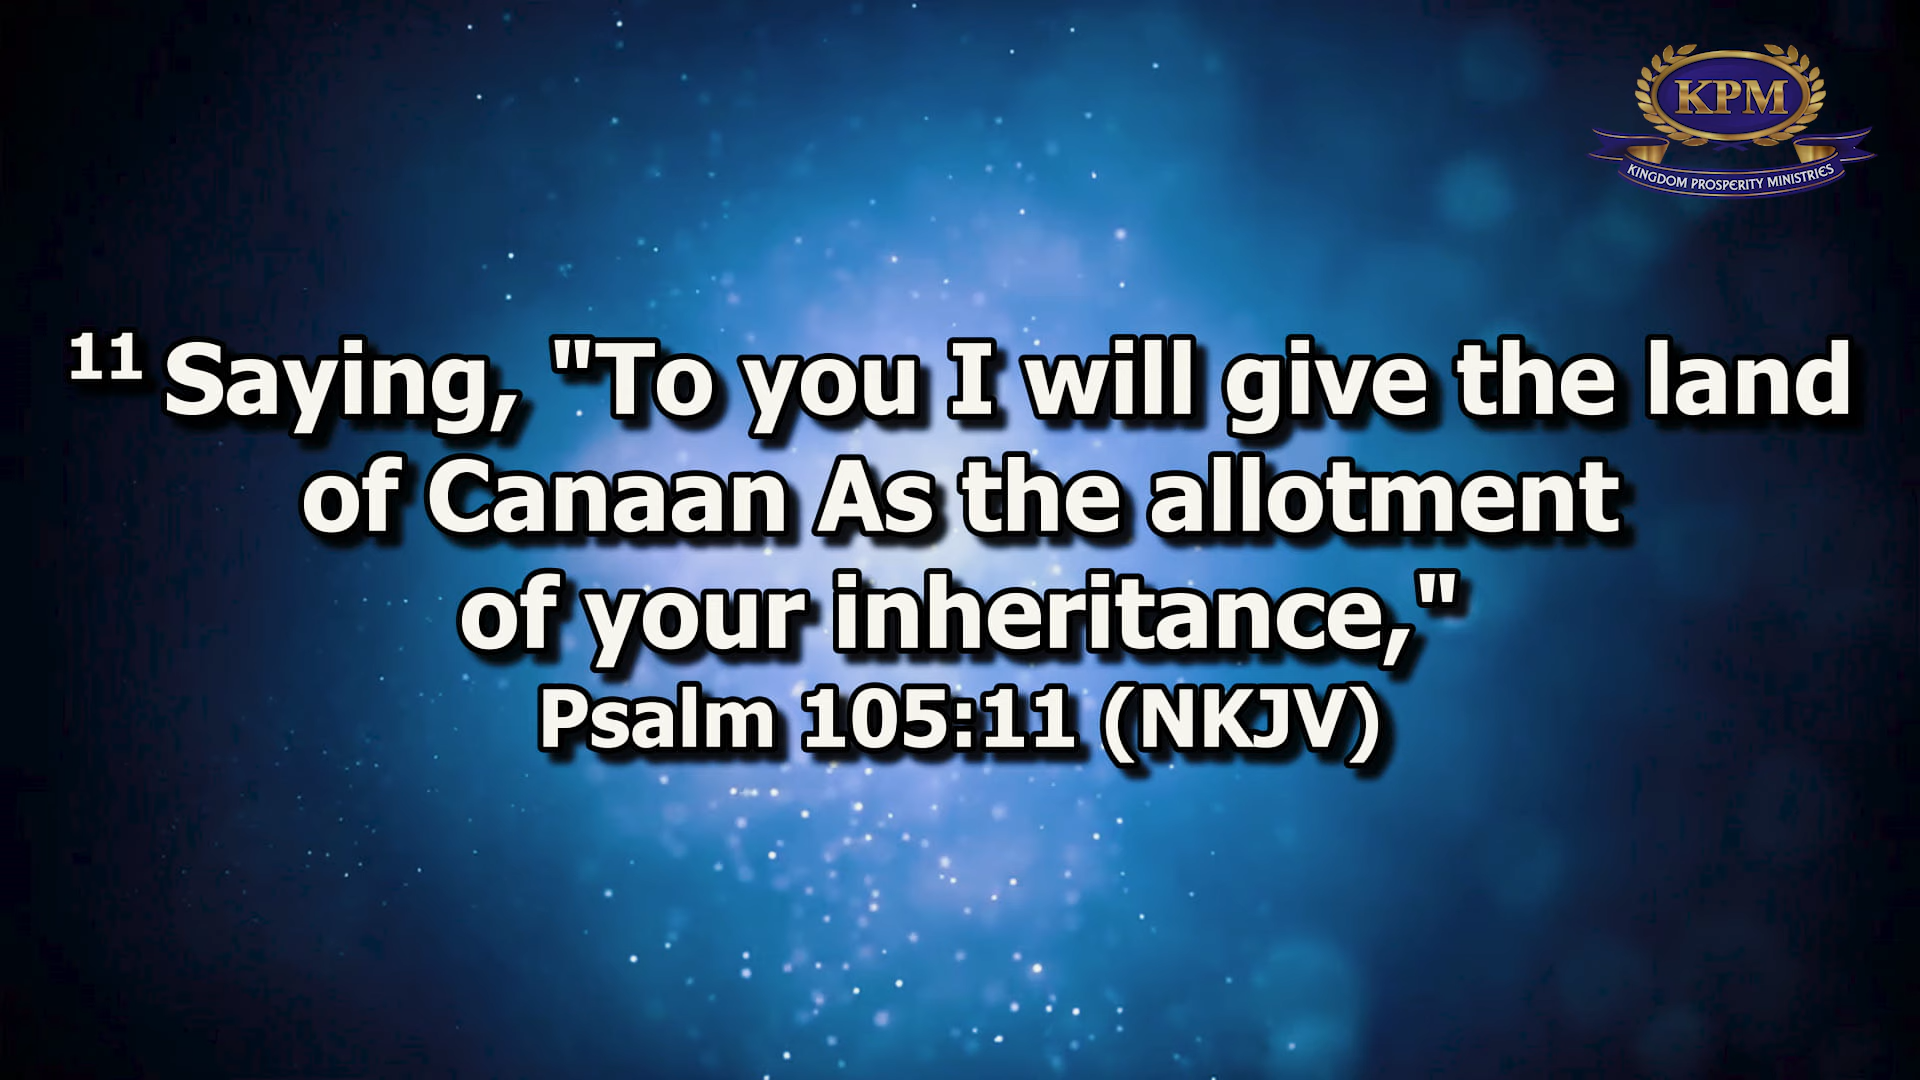 KPM
KINGDOM PROSPERITY MINISTRIES
11 Saying, "To you I will give the land
of Canaan As the allotment
of your inheritance,"
Psalm 105:11 (NKJV)